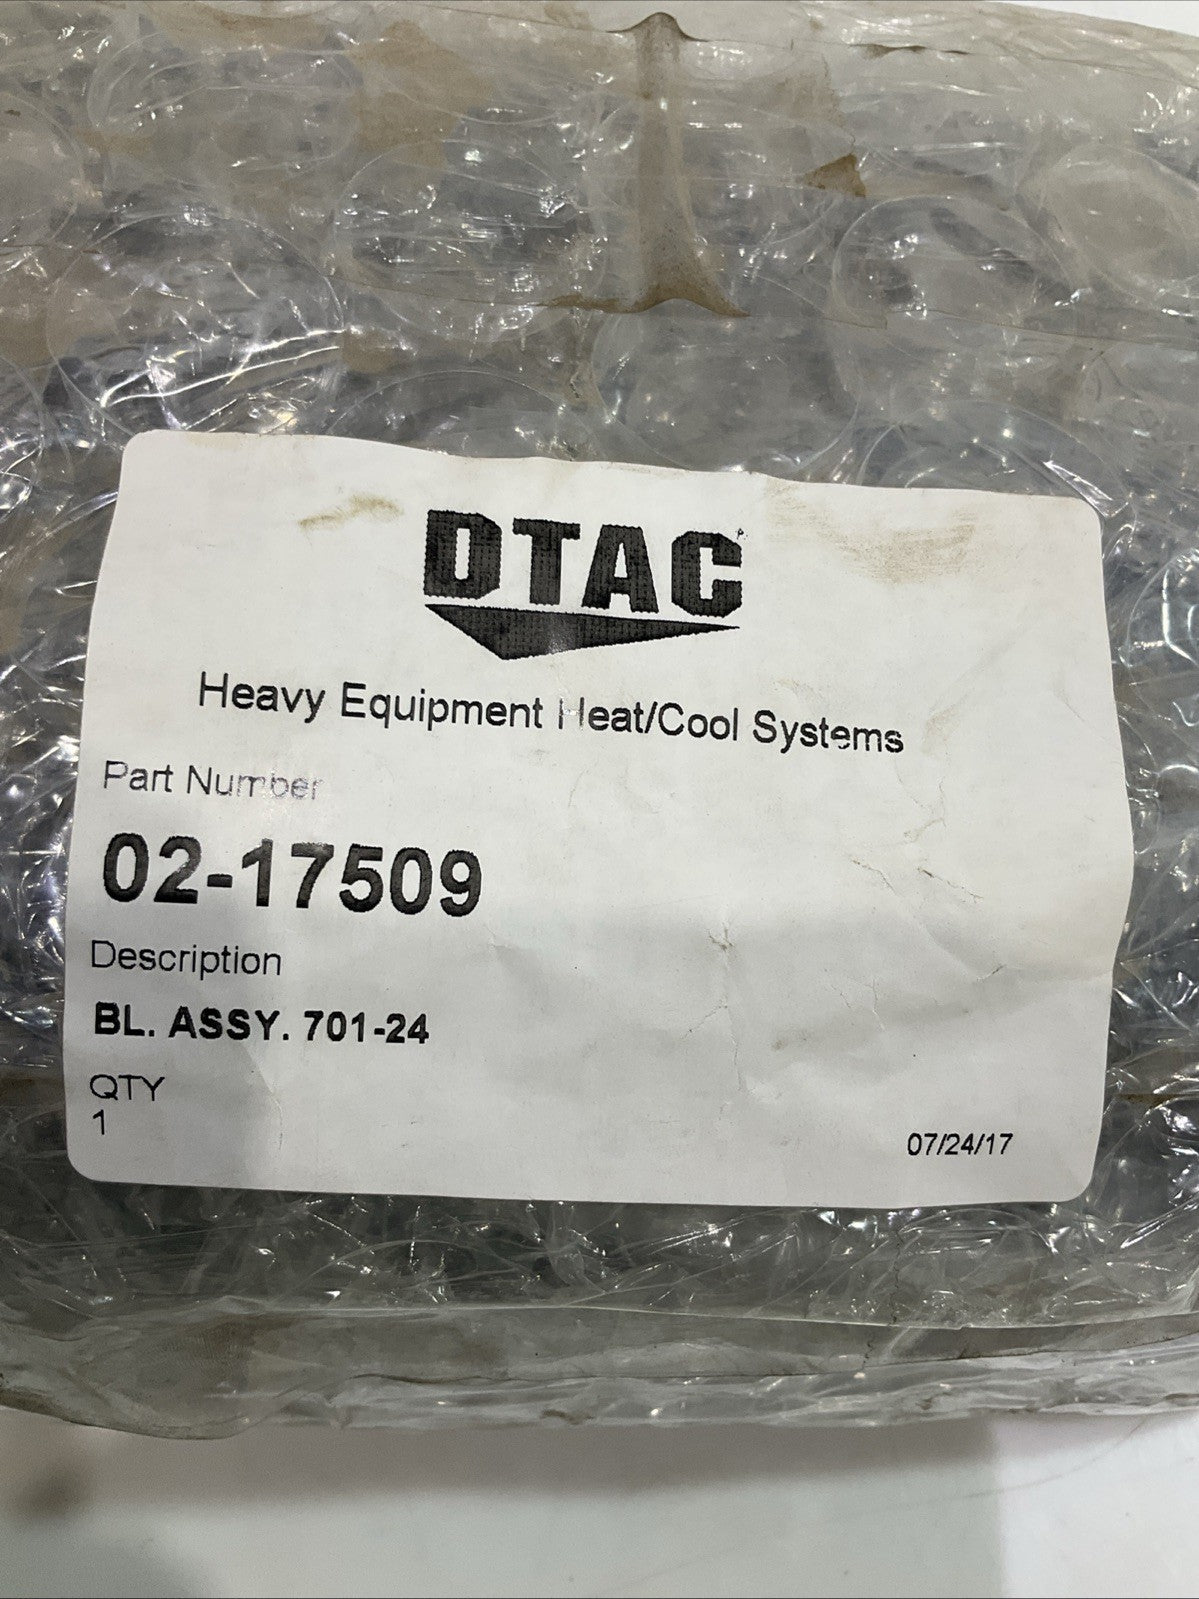 DTAC
Heavy Equipment Heat/Cool Systems
Part Number
02-17509
Description
BL. ASSY. 701-24
QTY
1
07/24/17